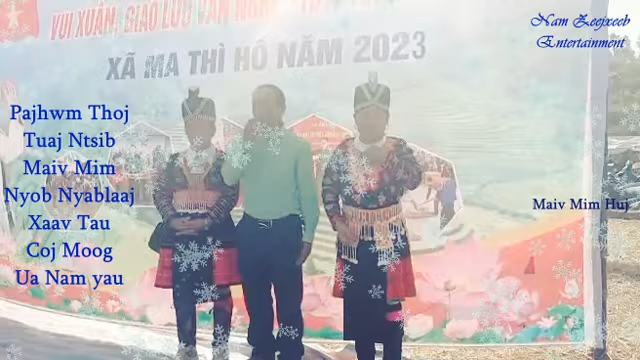 VUI XUÂN, GIAO LƯU VĂN
XÃ MA THÌ HỒ NĂM 2023
Nam Zeejxeeb
Entertainment
Pajhwm Thoj
Tuaj Ntsib
Maiv Mim
Nyob Nyablaaj
Xaav Tau
Coj Moog
Ua Nam yau
Maiv Mim Huj